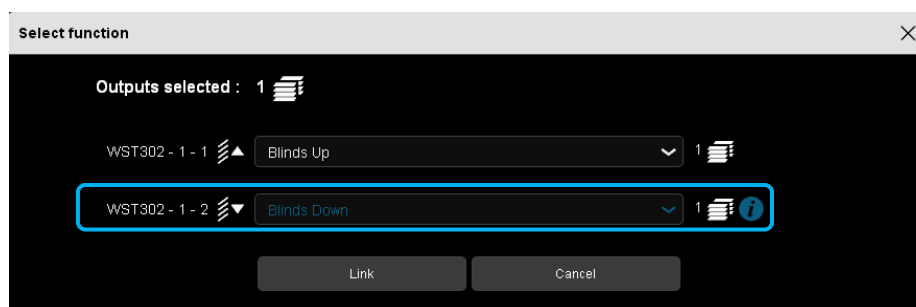 Select function
Outputs selected : 1
WST302 - 1 - 1 Blinds Up 1
WST302 - 1 - 2 Blinds Down 1 i
Link Cancel